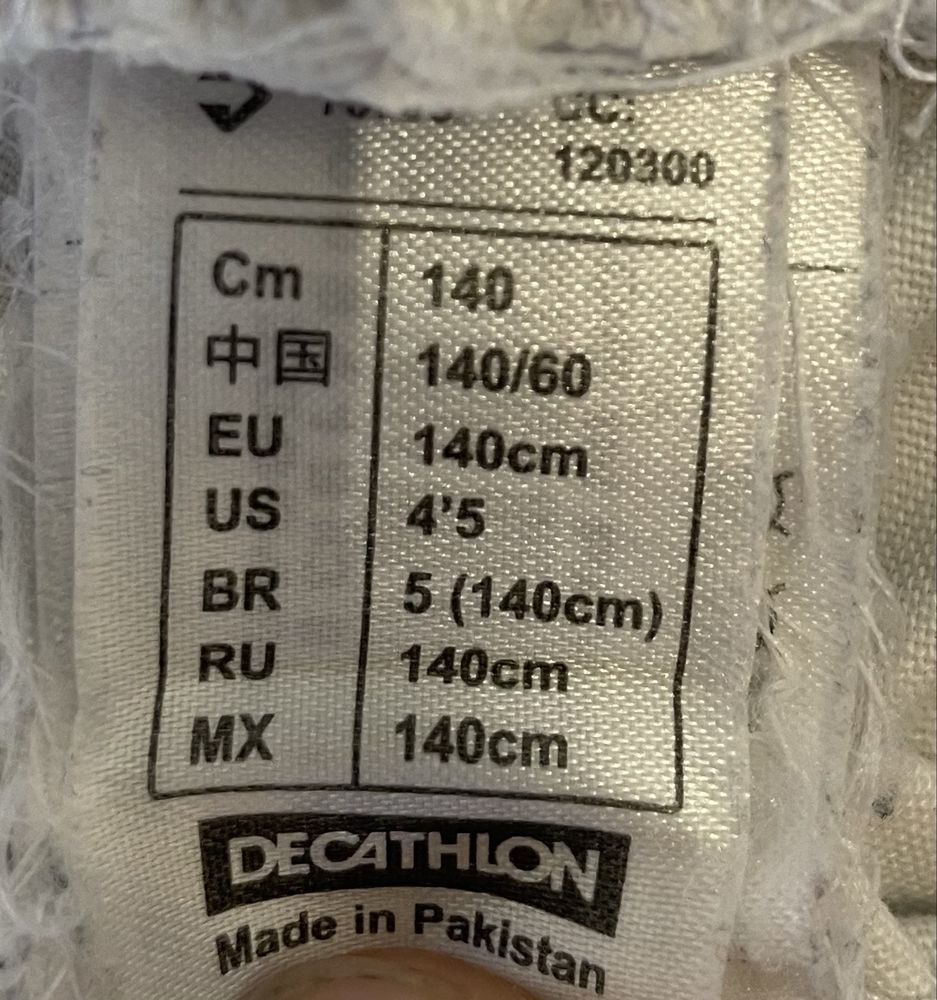 120300
Cm 140
中国 140/60
EU 140cm
US 4'5
BR 5 (140cm)
RU 140cm
MX 140cm
DECATHLON
Made in Pakistan